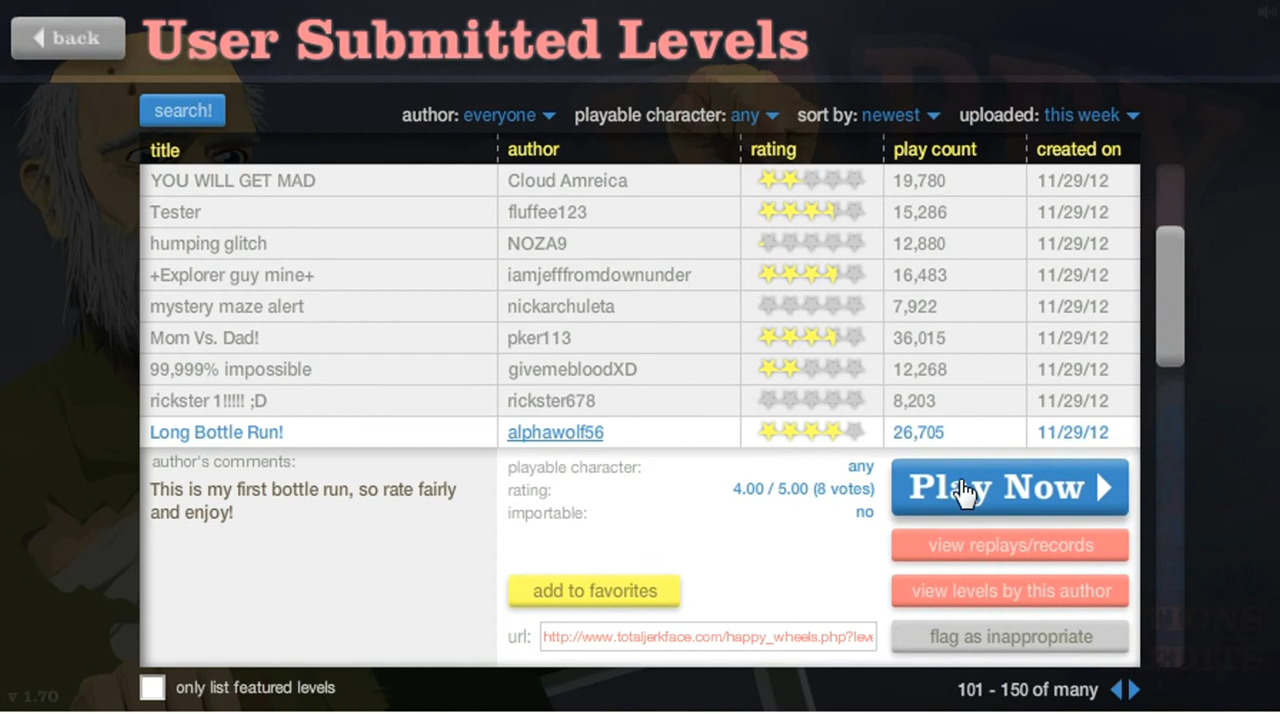 back
User Submitted Levels
search!
author: everyone playable character: any sort by: newest uploaded: this week
title author rating play count created on
YOU WILL GET MAD Cloud Amreica 19,780 11/29/12
Tester fluffee123 15,286 11/29/12
humping glitch NOZA9 12,880 11/29/12
+Explorer guy mine+ iamjefffromdownunder 16,483 11/29/12
mystery maze alert nickarchuleta 7,922 11/29/12
Mom Vs. Dad! pker113 36,015 11/29/12
99,999% impossible givemebloodXD 12,268 11/29/12
rickster 1!!!!! ;D rickster678 8,203 11/29/12
Long Bottle Run! alphawolf56 26,705 11/29/12
author's comments:
This is my first bottle run, so rate fairly
and enjoy!
playable character: any
rating: 4.00 / 5.00 (8 votes)
importable: no
Play Now
view replays/records
add to favorites
view levels by this author
url: http://www.totaljerkface.com/happy_wheels.php?leve
flag as inappropriate
v 1.70
only list featured levels
101 - 150 of many